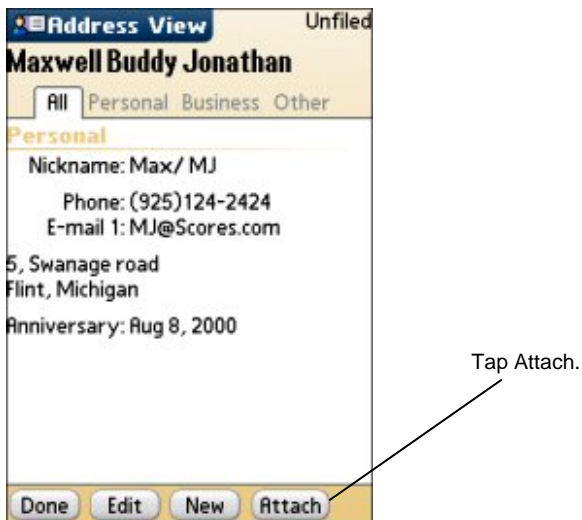 Address View Unfiled
Maxwell Buddy Jonathan
All Personal Business Other
Personal
Nickname: Max/ MJ
Phone: (925)124-2424
E-mail 1: MJ@Scores.com
5, Swanage road
Flint, Michigan
Anniversary: Aug 8, 2000
Tap Attach.
Done Edit New Attach